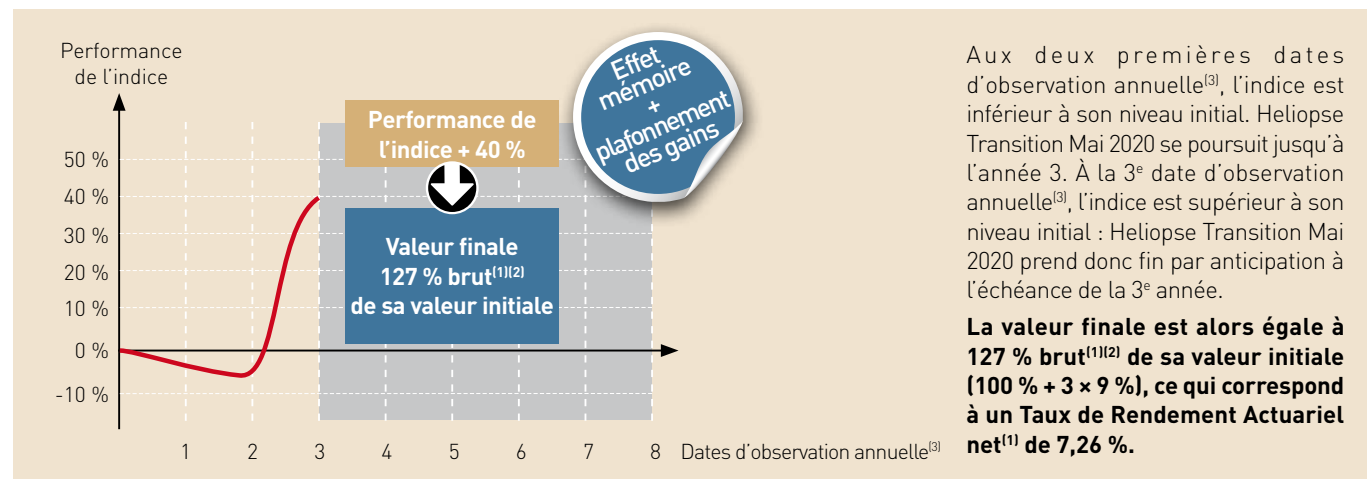 Performance
de l’indice
50 %
40 %
30 %
20 %
10 %
0 %
-10 %
1 2 3 4 5 6 7 8 Dates d’observation annuelle(3)
Performance de
l’indice + 40 %
Valeur finale
127 % brut(1)(2)
de sa valeur initiale
Effet
mémoire
+
plafonnement
des gains
Aux deux premières dates
d’observation annuelle(3), l’indice est
inférieur à son niveau initial. Heliopse
Transition Mai 2020 se poursuit jusqu’à
l’année 3. À la 3e date d’observation
annuelle(3), l’indice est supérieur à son
niveau initial : Heliopse Transition Mai
2020 prend donc fin par anticipation à
l’échéance de la 3e année.
La valeur finale est alors égale à
127 % brut(1)(2) de sa valeur initiale
(100 % + 3 × 9 %), ce qui correspond
à un Taux de Rendement Actuariel
net(1) de 7,26 %.